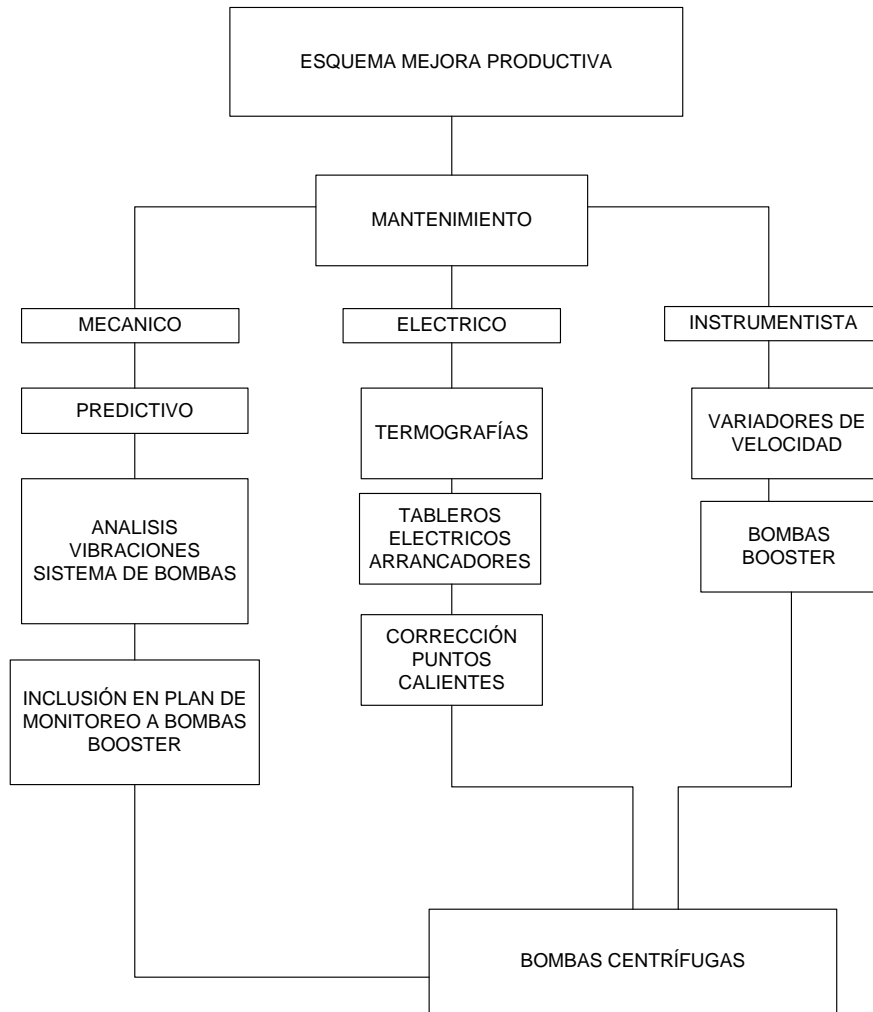 ESQUEMA MEJORA PRODUCTIVA
MANTENIMIENTO
MECANICO
ELÉCTRICO
INSTRUMENTISTA
PREDICTIVO
TERMOGRAFÍAS
VARIADORES DE
VELOCIDAD
ANALISIS
VIBRACIONES
SISTEMA DE BOMBAS
TABLEROS
ELECTRICOS
ARRANCADORES
BOMBAS
BOOSTER
CORRECCIÓN
PUNTOS
CALIENTES
INCLUSIÓN EN PLAN DE
MONITOREO A BOMBAS
BOOSTER
BOMBAS CENTRÍFUGAS